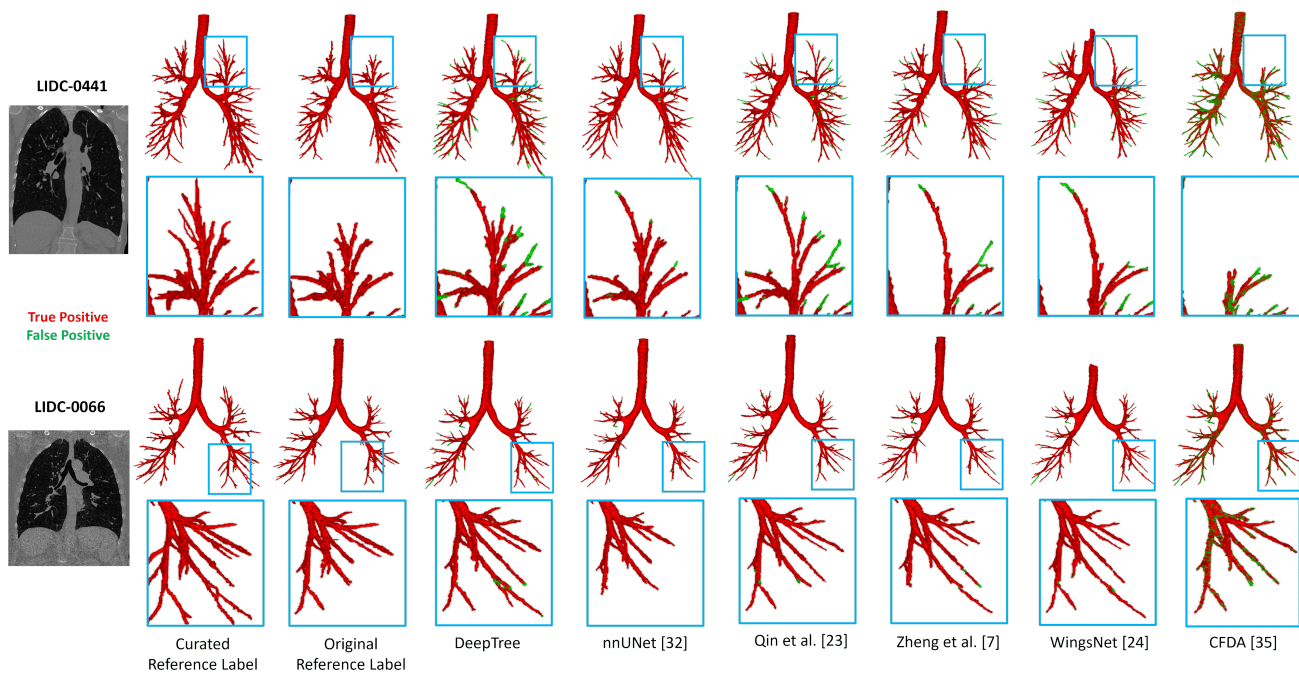 LIDC-0441
True Positive
False Positive
LIDC-0066
Curated
Reference Label
Original
Reference Label
DeepTree
nnUNet [32]
Qin et al. [23]
Zheng et al. [7]
WingsNet [24]
CFDA [35]